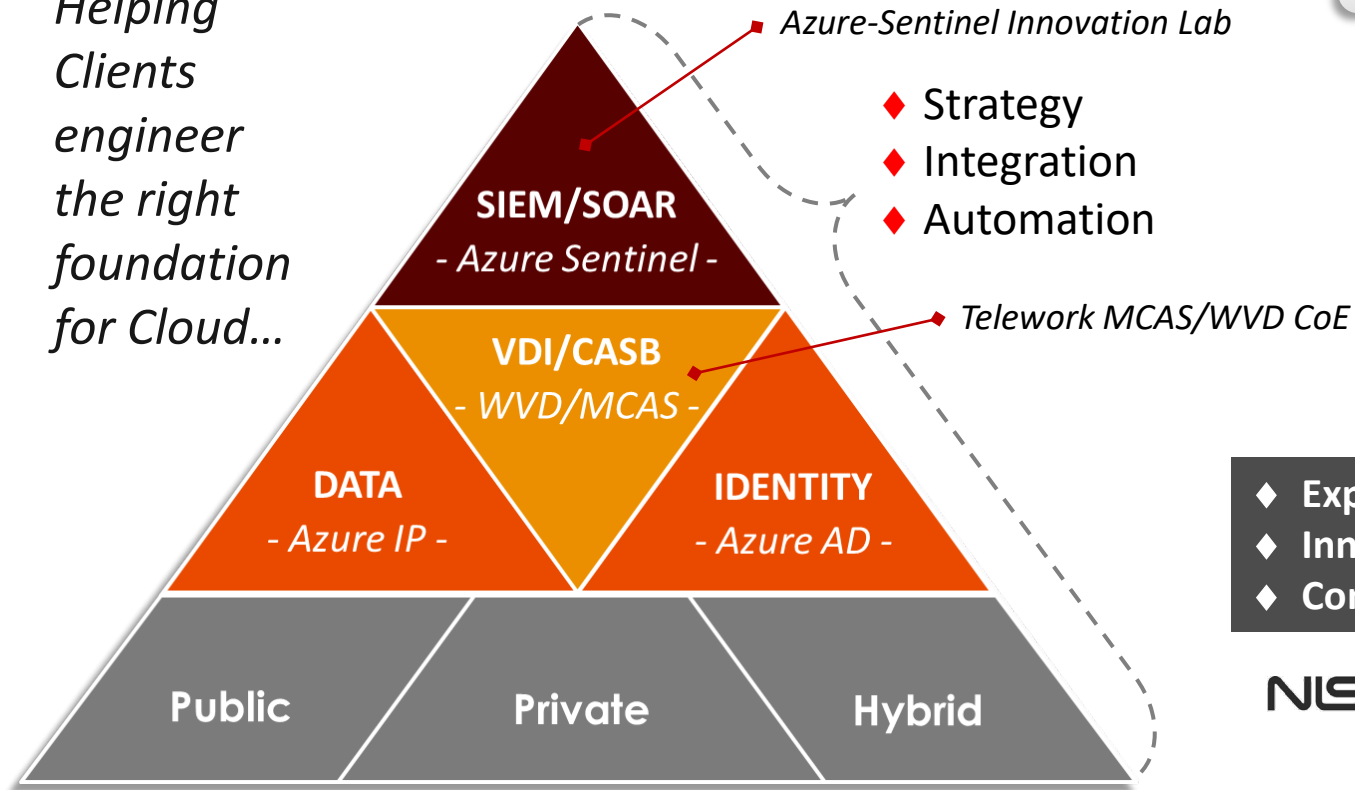 Helping
Clients
engineer
the right
foundation
for Cloud...
Azure-Sentinel Innovation Lab
♦ Strategy
♦ Integration
♦ Automation
SIEM/SOAR
- Azure Sentinel -
Telework MCAS/WVD CoE
VDI/CASB
- WVD/MCAS -
DATA
- Azure IP -
IDENTITY
- Azure AD -
Public
Private
Hybrid